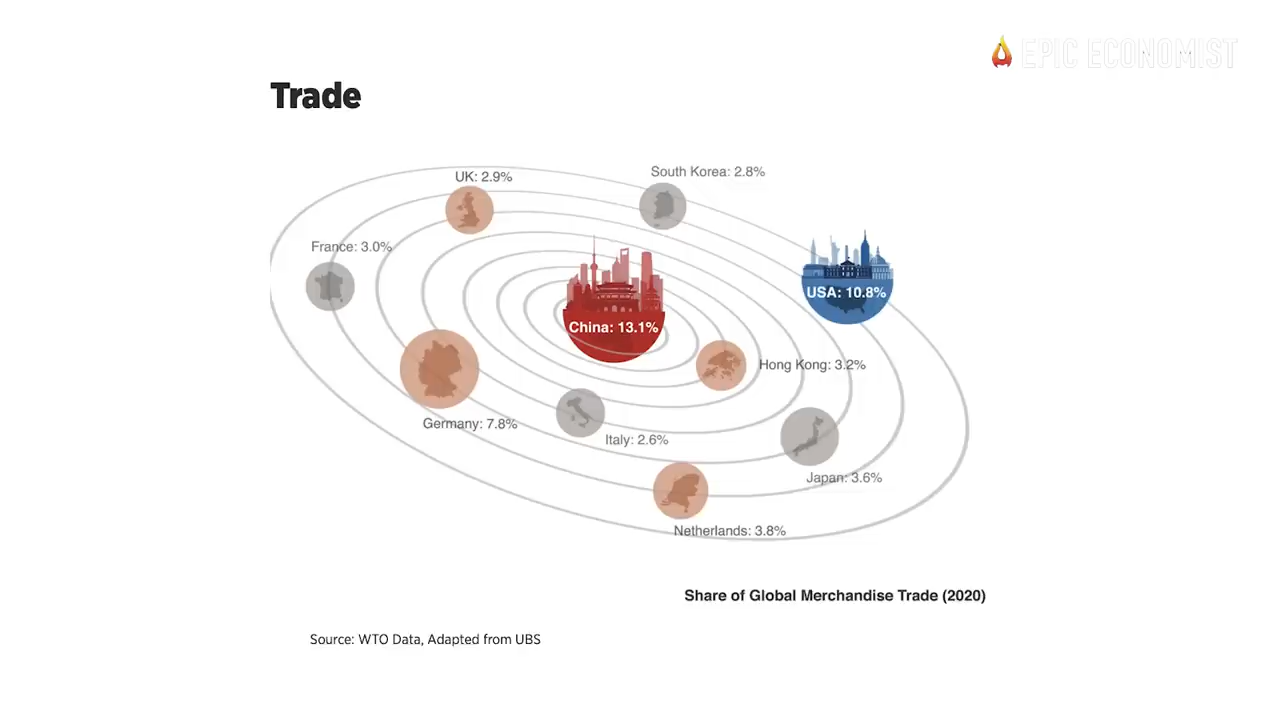 EPIC ECONOMIST
Trade
UK: 2.9%
South Korea: 2.8%
France: 3.0%
USA: 10.8%
China: 13.1%
Hong Kong: 3.2%
Germany: 7.8%
Italy: 2.6%
Japan: 3.6%
Netherlands: 3.8%
Share of Global Merchandise Trade (2020)
Source: WTO Data, Adapted from UBS